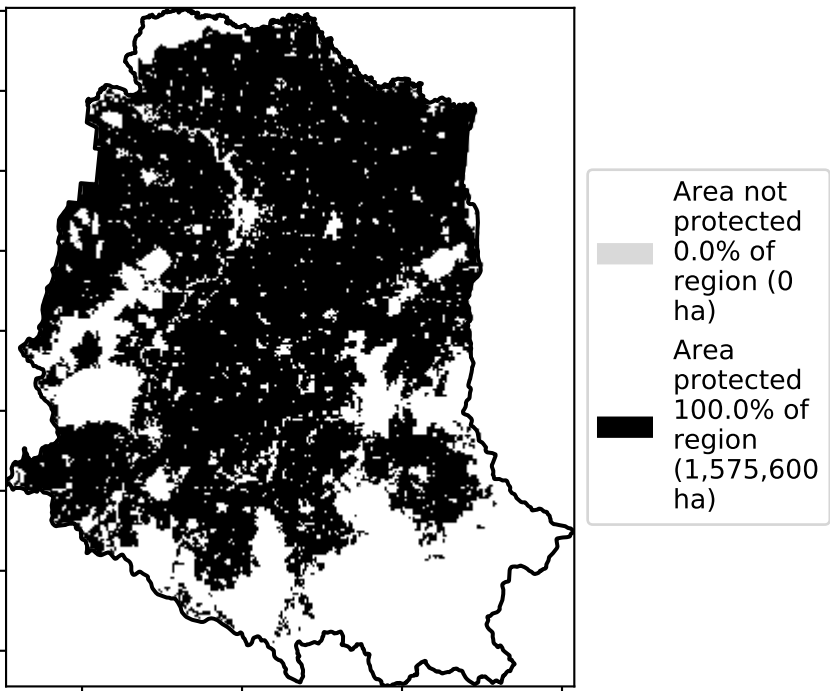 Area not
protected
0.0% of
region (0
ha)
Area
protected
100.0% of
region
(1,575,600
ha)